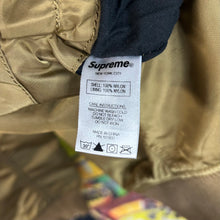 Supreme
NEW YORK CITY
SHELL: 100% NYLON
LINING: 100% NYLON
CARE INSTRUCTIONS:
MACHINE WASH COLD
DO NOT BLEACH
TUMBLE DRY LOW
DO NOT IRON
MADE IN CHINA